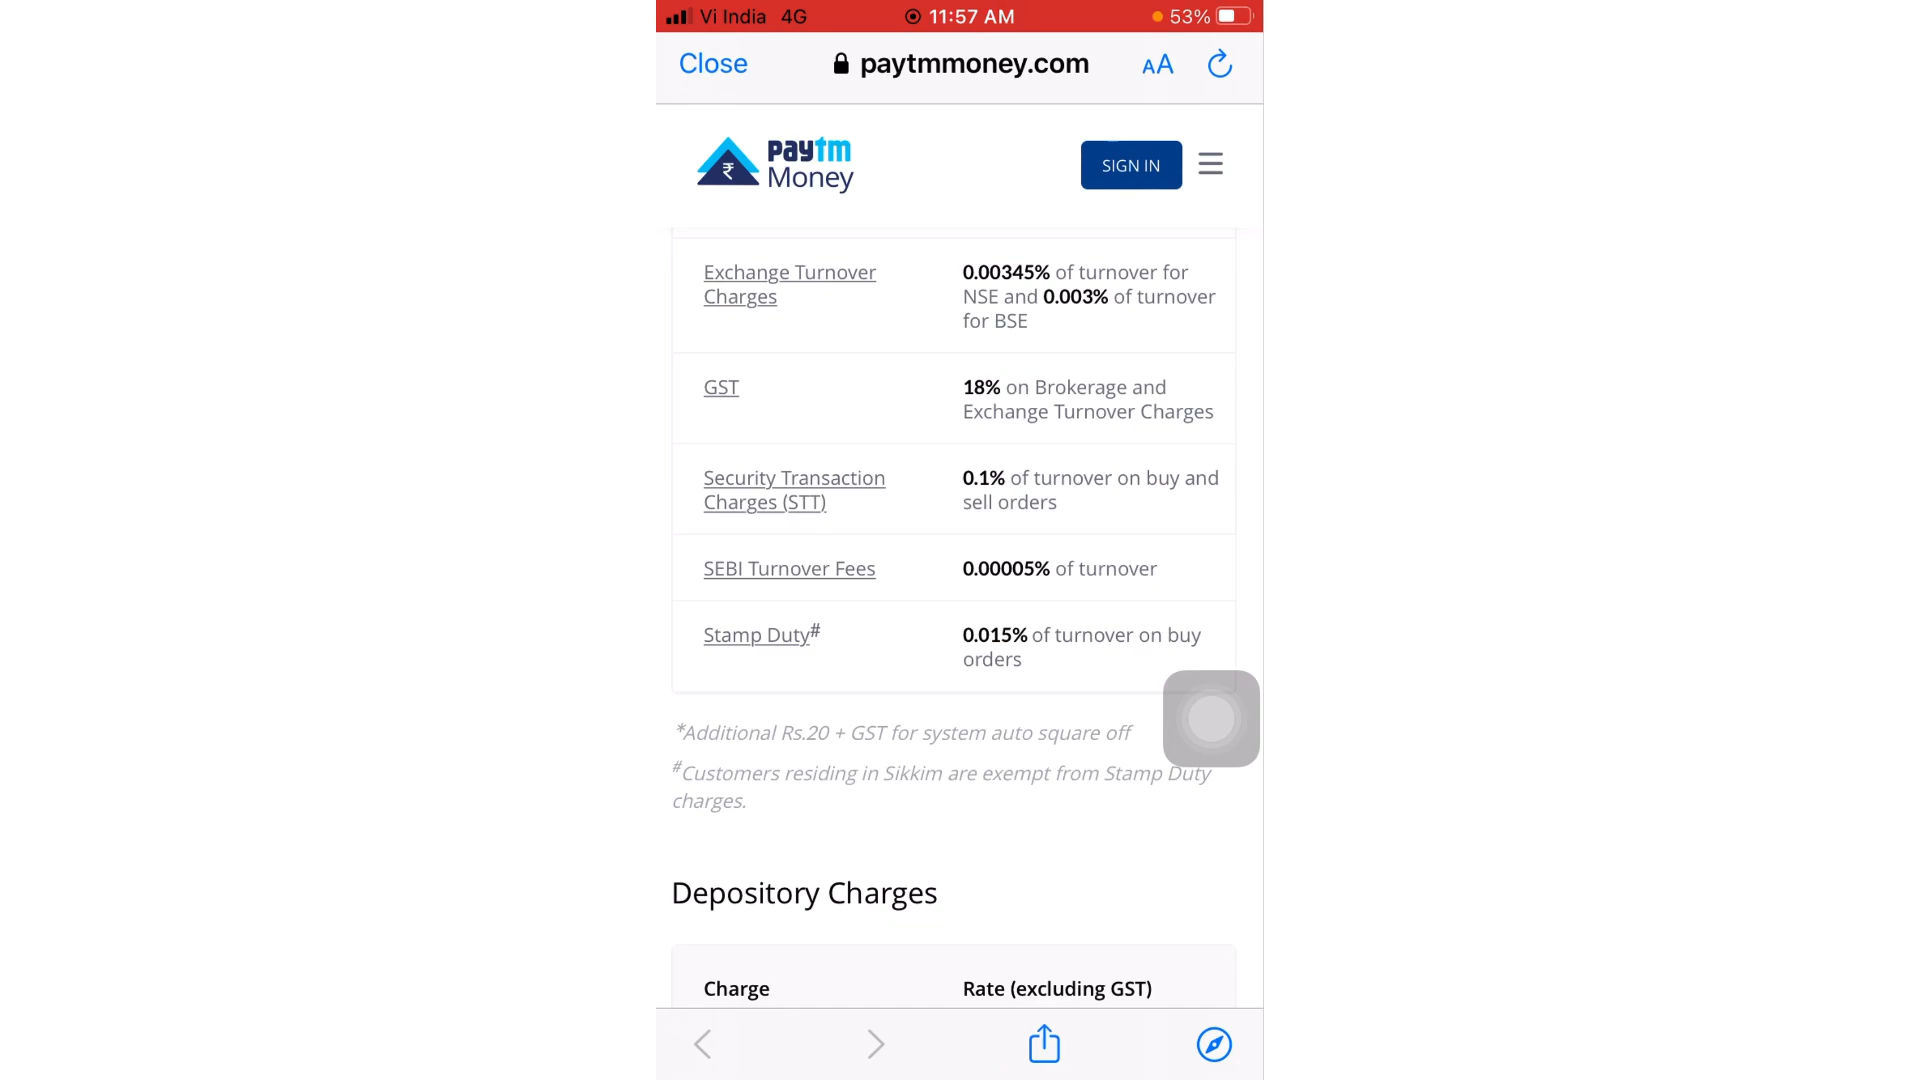 Vi India 4G 11:57 AM 53%
Close paytmmoney.com AA
paytm
Money
₹
SIGN IN
Exchange Turnover
Charges
0.00345% of turnover for
NSE and 0.003% of turnover
for BSE
GST
18% on Brokerage and
Exchange Turnover Charges
Security Transaction
Charges (STT)
0.1% of turnover on buy and
sell orders
SEBI Turnover Fees
0.00005% of turnover
Stamp Duty#
0.015% of turnover on buy
orders
*Additional Rs.20 + GST for system auto square off
#Customers residing in Sikkim are exempt from Stamp Duty
charges.
Depository Charges
Charge
Rate (excluding GST)